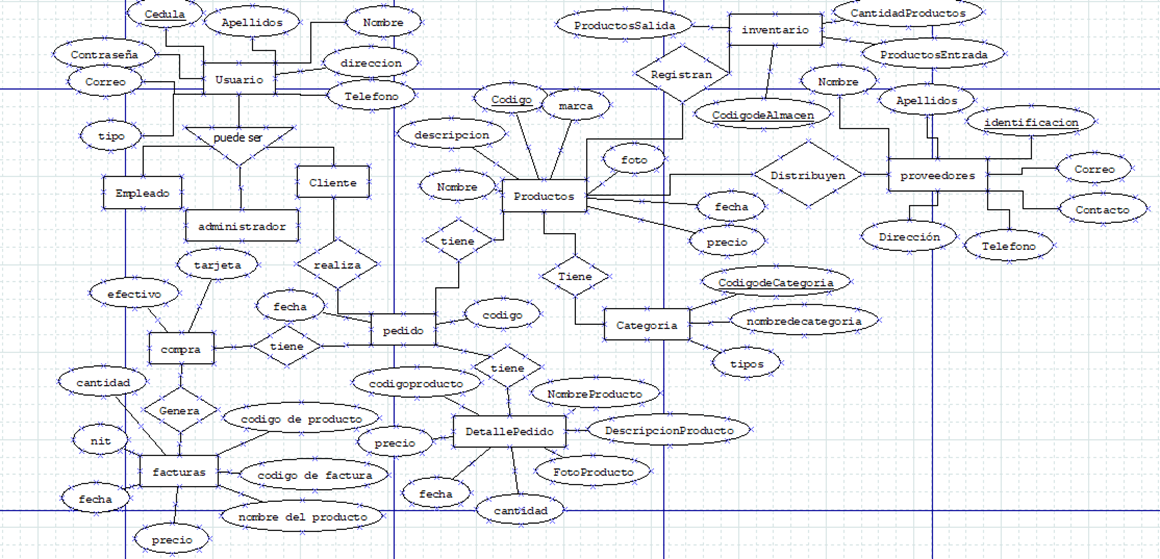 Cedula
Apellidos
Nombre
Contraseña
Correo
Usuario
direccion
Telefono
tipo
puede ser
Empleado
Cliente
administrador
realiza
tarjeta
efectivo
fecha
codigo
pedido
compra
tiene
cantidad
Genera
nit
codigo de producto
facturas
codigo de factura
fecha
nombre del producto
precio
ProductosSalida
inventario
CantidadProductos
ProductosEntrada
Registran
CodigodeAlmacen
Codigo
marca
descripcion
foto
Nombre
Productos
fecha
precio
tiene
Tiene
Distribuyen
Nombre
Apellidos
identificacion
proveedores
Correo
Contacto
Dirección
Telefono
CodigodeCategoria
Categoria
nombredecategoria
tipos
tiene
codigoproducto
NombreProducto
DetallePedido
DescripcionProducto
precio
FotoProducto
fecha
cantidad